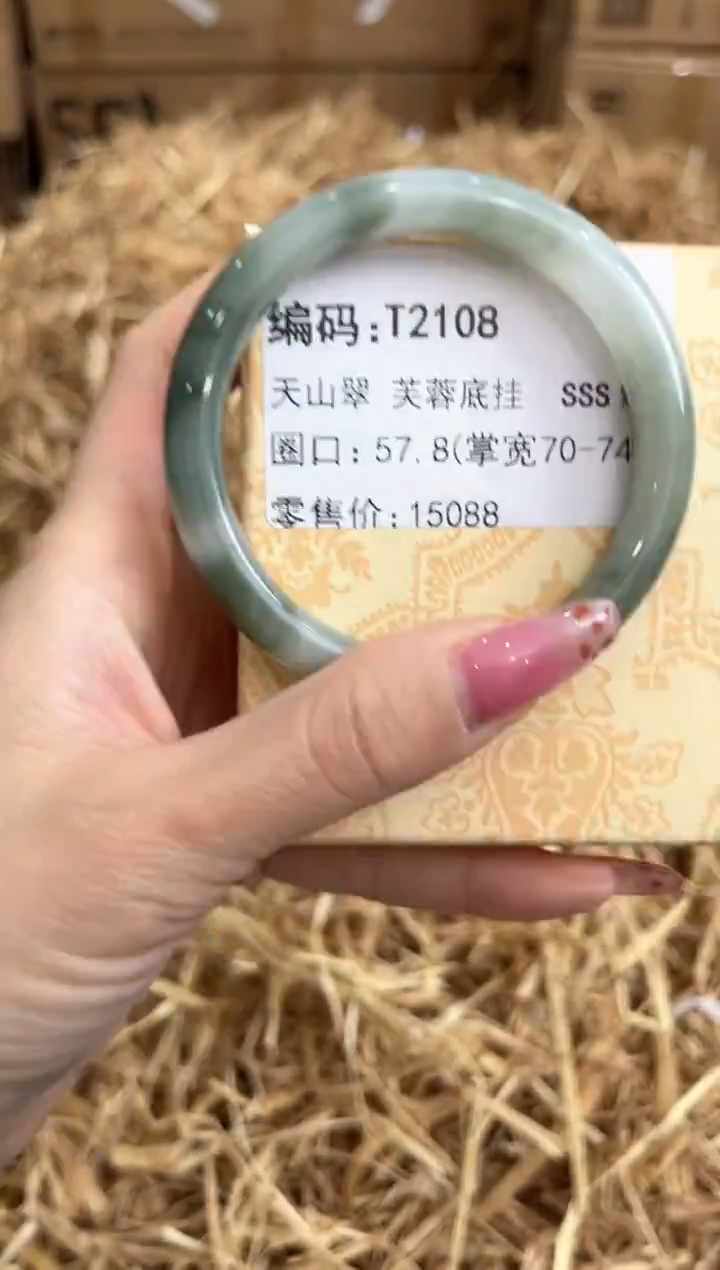 编码:T2108
天山翠 芙蓉底挂 SSS
圈口: 57.8(掌宽70-74
零售价:15088